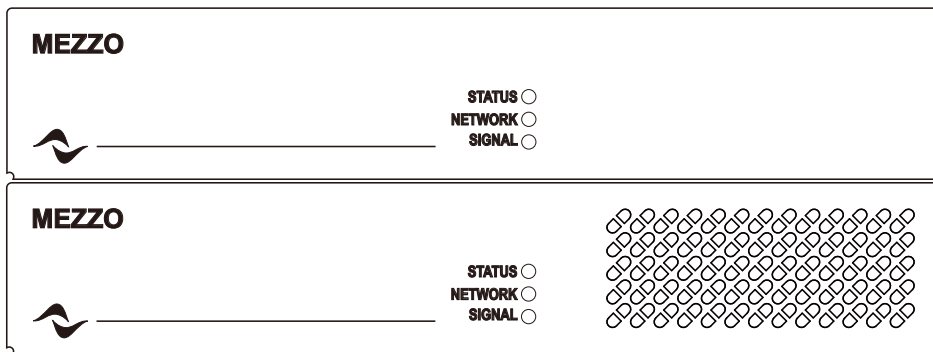 MEZZO
STATUS
NETWORK
SIGNAL
MEZZO
STATUS
NETWORK
SIGNAL